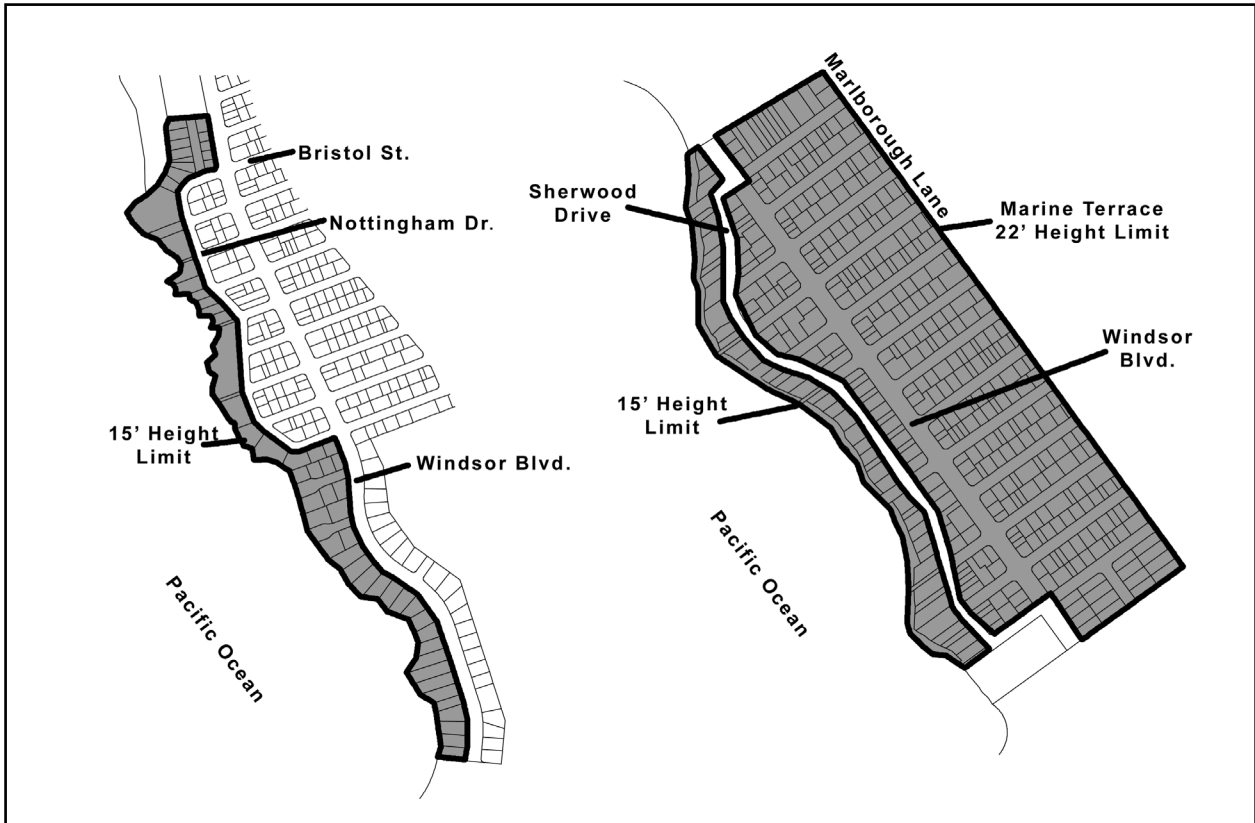 Bristol St.
Nottingham Dr.
15’ Height
Limit
Windsor Blvd.
Pacific Ocean
Marlborough Lane
Sherwood
Drive
Marine Terrace
22’ Height Limit
Windsor
Blvd.
15’ Height
Limit
Pacific Ocean